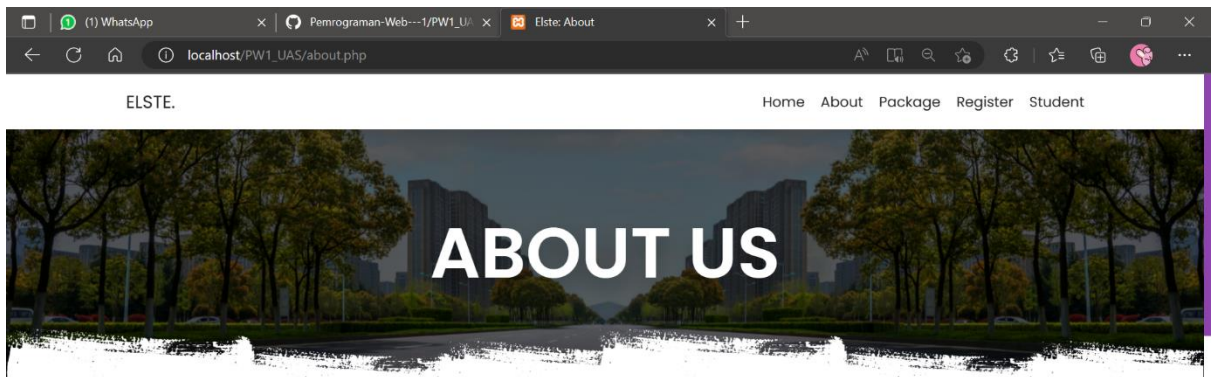 (1) WhatsApp
Pemrograman-Web---1/PW1_UA
Elste: About
localhost/PW1_UAS/about.php
ELSTE.
Home About Package Register Student
ABOUT US